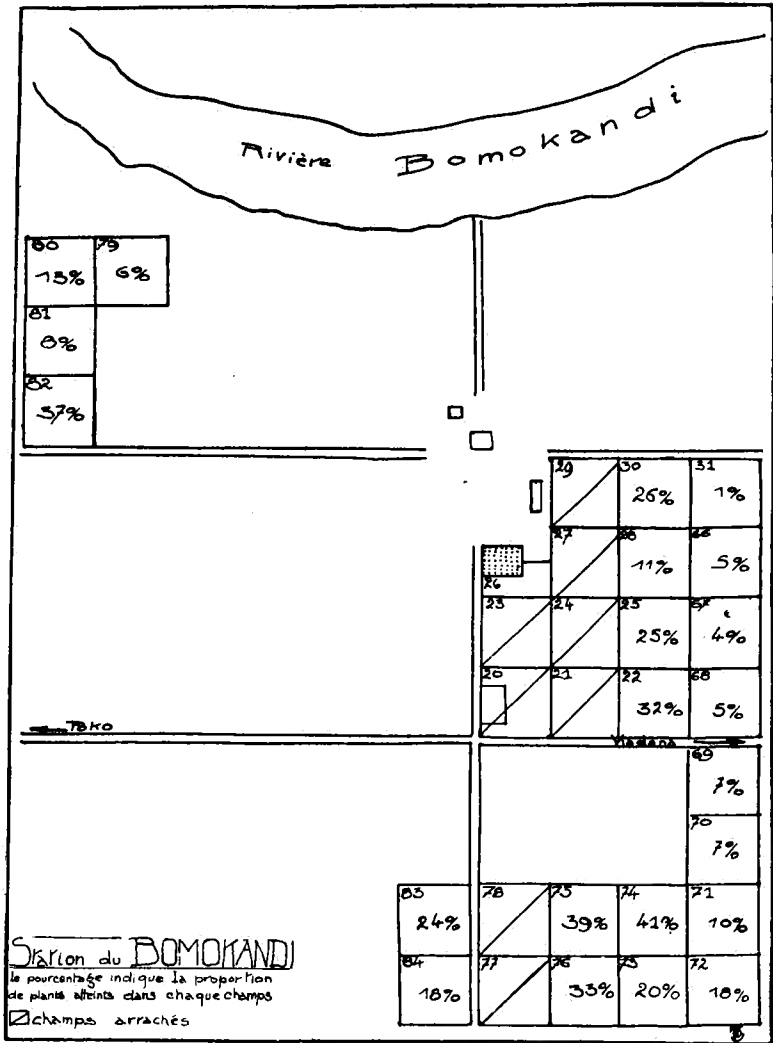 Rivière Bomokandi
80 79
13% 6%
81
8%
82
37%
29 30 31
26% 1%
27 28 66
11% 5%
26
23 24 25 67
25% 4%
20 21 22 68
32% 5%
69
7%
70
7%
83 78 75 74 71
24% 39% 41% 10%
84 77 76 73 72
18% 33% 20% 18%
Station du BOMOKANDI
le pourcentage indique la proportion
de plants atteints dans chaque champs
champs arrachés